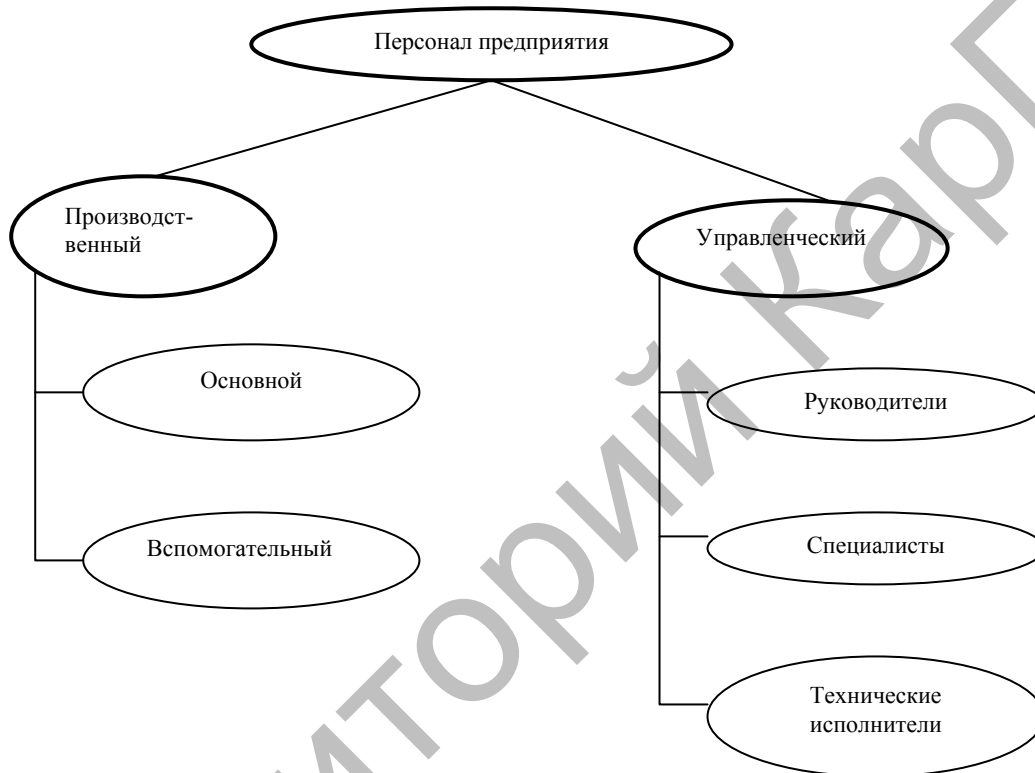 Персонал предприятия
Производст-
венный
Управленческий
Основной
Руководители
Вспомогательный
Специалисты
Технические
исполнители